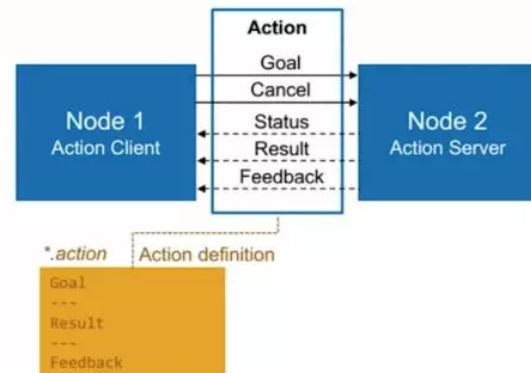 Action
Goal
Cancel
Node 1
Action Client
Status
Result
Feedback
Node 2
Action Server
*.action
Action definition
Goal
---
Result
---
Feedback